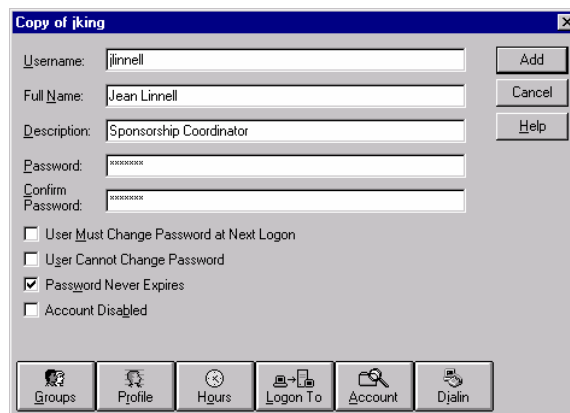 Copy of jking
Username: jlinnell
Add
Full Name: Jean Linnell
Cancel
Description: Sponsorship Coordinator
Help
Password: *******
Confirm
Password: *******
User Must Change Password at Next Logon
User Cannot Change Password
Password Never Expires
Account Disabled
Groups Profile Hours Logon To Account Dialin